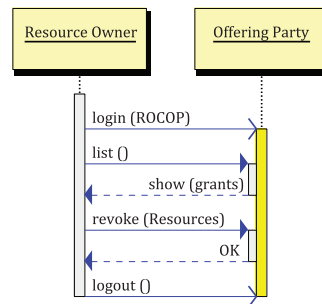 Resource Owner
Offering Party
login (ROCOP)
list ()
show (grants)
revoke (Resources)
OK
logout ()